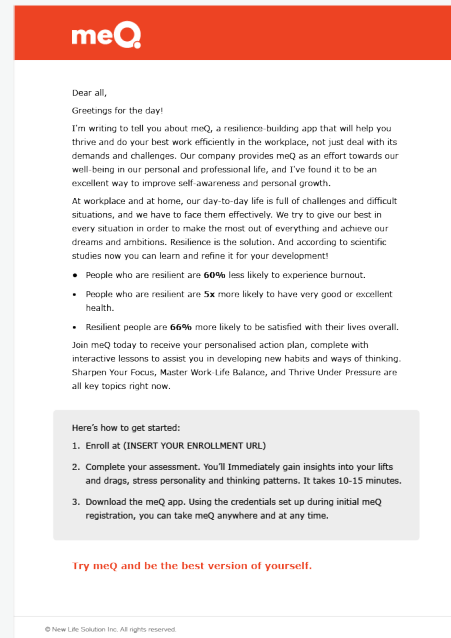 meQ
Dear all,
Greetings for the day!
I'm writing to tell you about meQ, a resilience-building app that will help you
thrive and do your best work efficiently in the workplace, not just deal with its
demands and challenges. Our company provides meQ as an effort towards our
well-being in our personal and professional life, and I've found it to be an
excellent way to improve self-awareness and personal growth.
At workplace and at home, our day-to-day life is full of challenges and difficult
situations, and we have to face them effectively. We try to give our best in
every situation in order to make the most out of everything and achieve our
dreams and ambitions. Resilience is the solution. And according to scientific
studies now you can learn and refine it for your development!
• People who are resilient are 60% less likely to experience burnout.
• People who are resilient are 5x more likely to have very good or excellent
health.
• Resilient people are 66% more likely to be satisfied with their lives overall.
Join meQ today to receive your personalised action plan, complete with
interactive lessons to assist you in developing new habits and ways of thinking.
Sharpen Your Focus, Master Work-Life Balance, and Thrive Under Pressure are
all key topics right now.
Here's how to get started:
1. Enroll at (INSERT YOUR ENROLLMENT URL)
2. Complete your assessment. You'll Immediately gain insights into your lifts
and drags, stress personality and thinking patterns. It takes 10-15 minutes.
3. Download the meQ app. Using the credentials set up during initial meQ
registration, you can take meQ anywhere and at any time.
Try meQ and be the best version of yourself.
© New Life Solution Inc. All rights reserved.